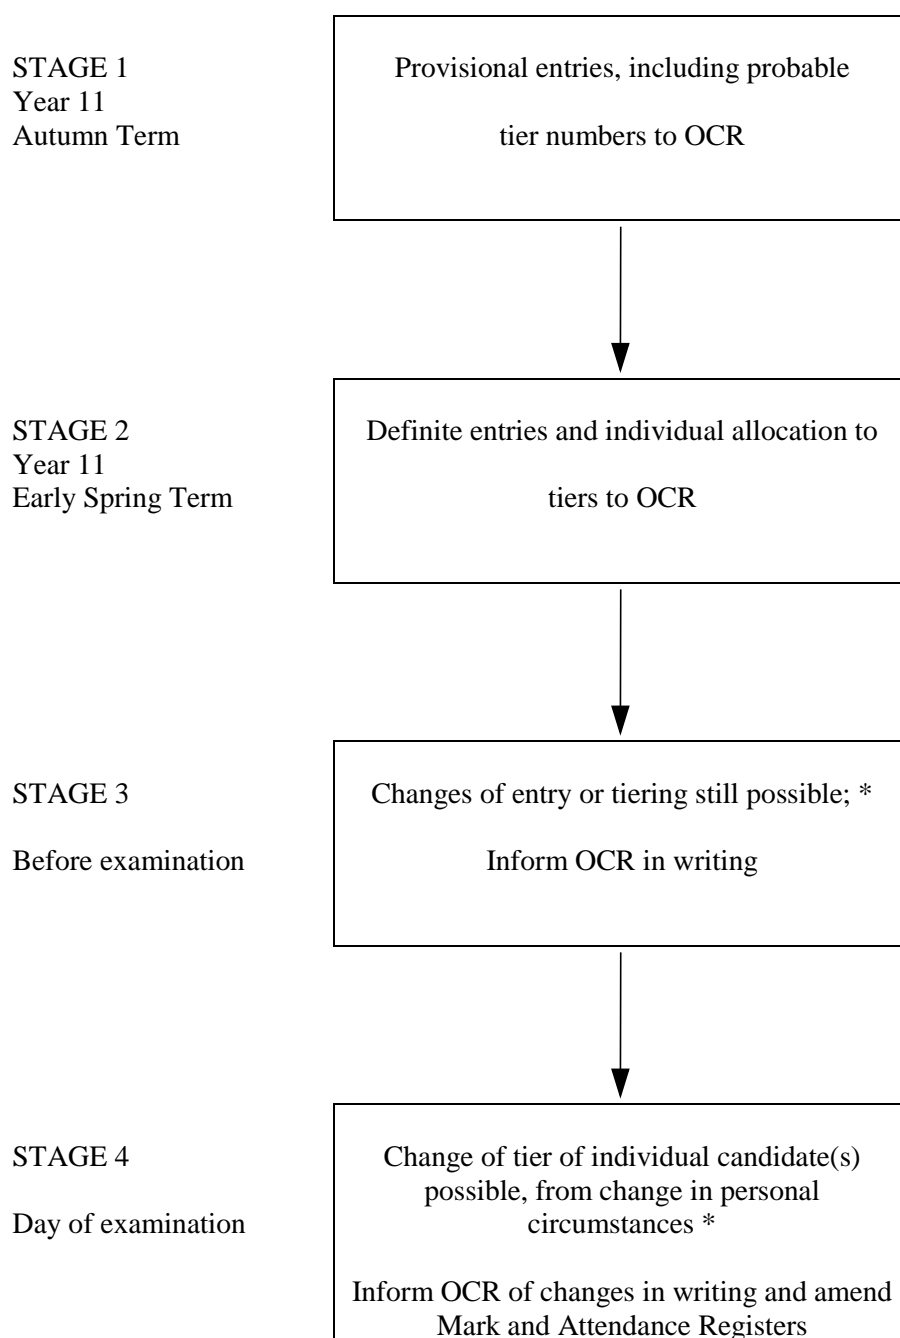 STAGE 1
Year 11
Autumn Term
Provisional entries, including probable
tier numbers to OCR
STAGE 2
Year 11
Early Spring Term
Definite entries and individual allocation to
tiers to OCR
STAGE 3
Before examination
Changes of entry or tiering still possible; *
Inform OCR in writing
STAGE 4
Day of examination
Change of tier of individual candidate(s)
possible, from change in personal
circumstances *
Inform OCR of changes in writing and amend
Mark and Attendance Registers